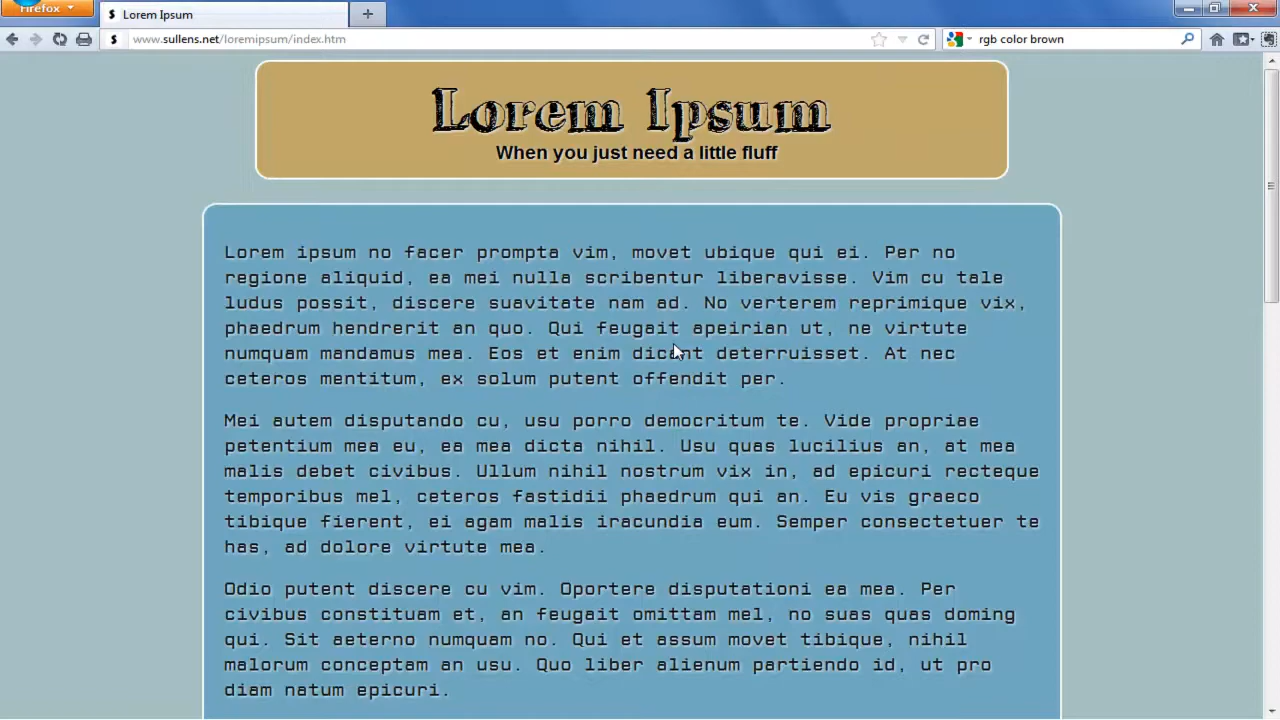 Firefox
Lorem Ipsum
www.sullens.net/loremipsum/index.htm
rgb color brown
Lorem Ipsum
When you just need a little fluff
Lorem ipsum no facer prompta vim, movet ubique qui ei. Per no
regione aliquid, ea mei nulla scribentur liberavisse. Vim cu tale
ludus possit, discere suavitate nam ad. No verterem reprimique vix,
phaedrum hendrerit an quo. Qui feugait apeirian ut, ne virtute
numquam mandamus mea. Eos et enim dicant deterruisset. At nec
ceteros mentitum, ex solum putent offendit per.
Mei autem disputando cu, usu porro democritum te. Vide propriae
petentium mea eu, ea mea dicta nihil. Usu quas lucilius an, at mea
malis debet civibus. Ullum nihil nostrum vix in, ad epicuri recteque
temporibus mel, ceteros fastidii phaedrum qui an. Eu vis graeco
tibique fierent, ei agam malis iracundia eum. Semper consectetuer te
has, ad dolore virtute mea.
Odio putent discere cu vim. Oportere disputationi ea mea. Per
civibus constituam et, an feugait omittam mel, no suas quas doming
qui. Sit aeterno numquam no. Qui et assum movet tibique, nihil
malorum conceptam an usu. Quo liber alienum partiendo id, ut pro
diam natum epicuri.